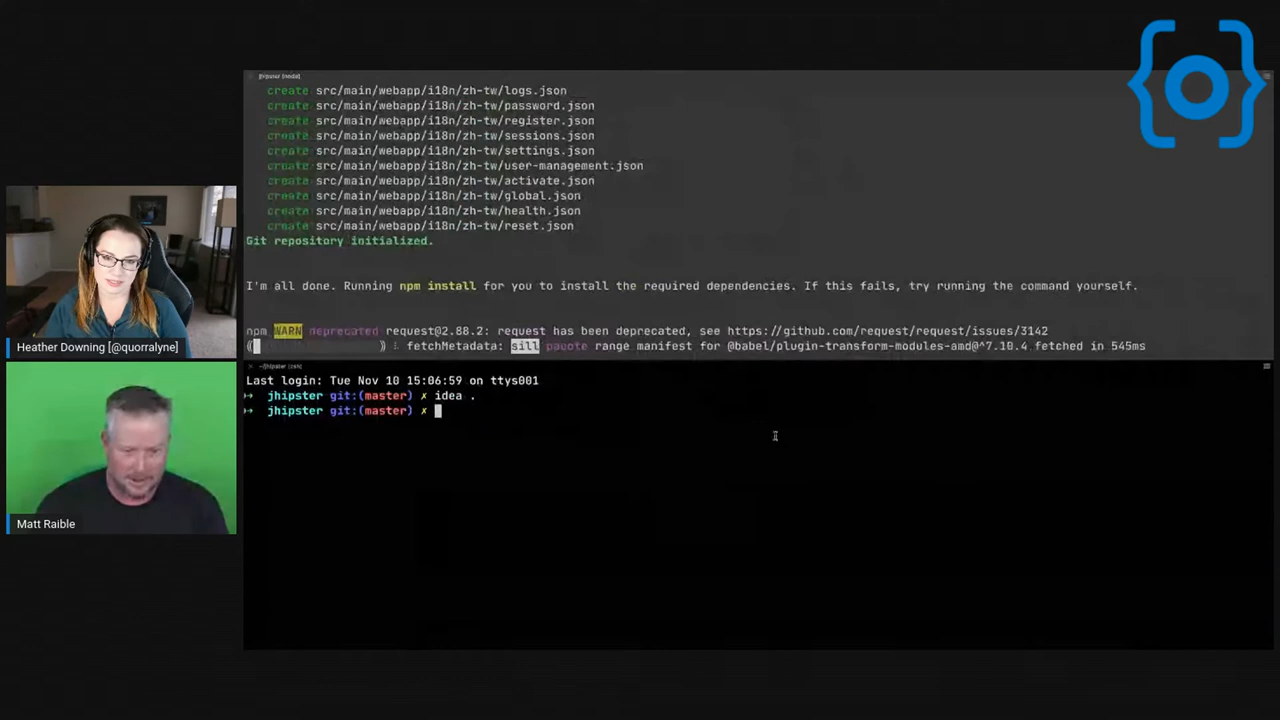 jhipster (node)
create src/main/webapp/i18n/zh-tw/logs.json
create src/main/webapp/i18n/zh-tw/password.json
create src/main/webapp/i18n/zh-tw/register.json
create src/main/webapp/i18n/zh-tw/sessions.json
create src/main/webapp/i18n/zh-tw/settings.json
create src/main/webapp/i18n/zh-tw/user-management.json
create src/main/webapp/i18n/zh-tw/activate.json
create src/main/webapp/i18n/zh-tw/global.json
create src/main/webapp/i18n/zh-tw/health.json
create src/main/webapp/i18n/zh-tw/reset.json
Git repository initialized.
I'm all done. Running npm install for you to install the required dependencies. If this fails, try running the command yourself.
npm WARN deprecated request@2.88.2: request has been deprecated, see https://github.com/request/request/issues/3142
fetchMetadata: sill pacote range manifest for @babel/plugin-transform-modules-amd@^7.10.4 fetched in 545ms
~/jhipster (zsh)
Last login: Tue Nov 10 15:06:59 on ttys001
jhipster git:(master) ✗ idea .
jhipster git:(master) ✗
Heather Downing [@quorralyne]
Matt Raible